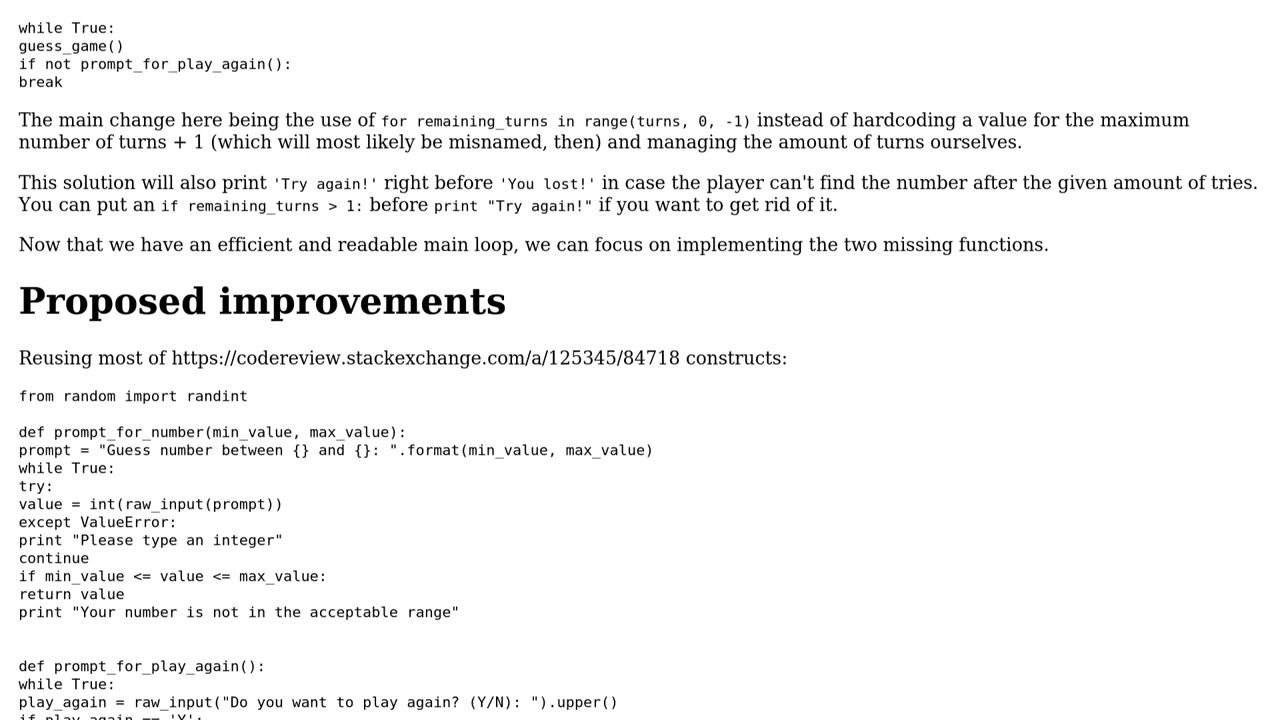 while True:
guess_game()
if not prompt_for_play_again():
break
The main change here being the use of for remaining_turns in range(turns, 0, -1) instead of hardcoding a value for the maximum
number of turns + 1 (which will most likely be misnamed, then) and managing the amount of turns ourselves.
This solution will also print 'Try again!' right before 'You lost!' in case the player can't find the number after the given amount of tries.
You can put an if remaining_turns > 1: before print "Try again!" if you want to get rid of it.
Now that we have an efficient and readable main loop, we can focus on implementing the two missing functions.
Proposed improvements
Reusing most of https://codereview.stackexchange.com/a/125345/84718 constructs:
from random import randint
def prompt_for_number(min_value, max_value):
prompt = "Guess number between {} and {}: ".format(min_value, max_value)
while True:
try:
value = int(raw_input(prompt))
except ValueError:
print "Please type an integer"
continue
if min_value <= value <= max_value:
return value
print "Your number is not in the acceptable range"
def prompt_for_play_again():
while True:
play_again = raw_input("Do you want to play again? (Y/N): ").upper()
if play_again == 'Y':